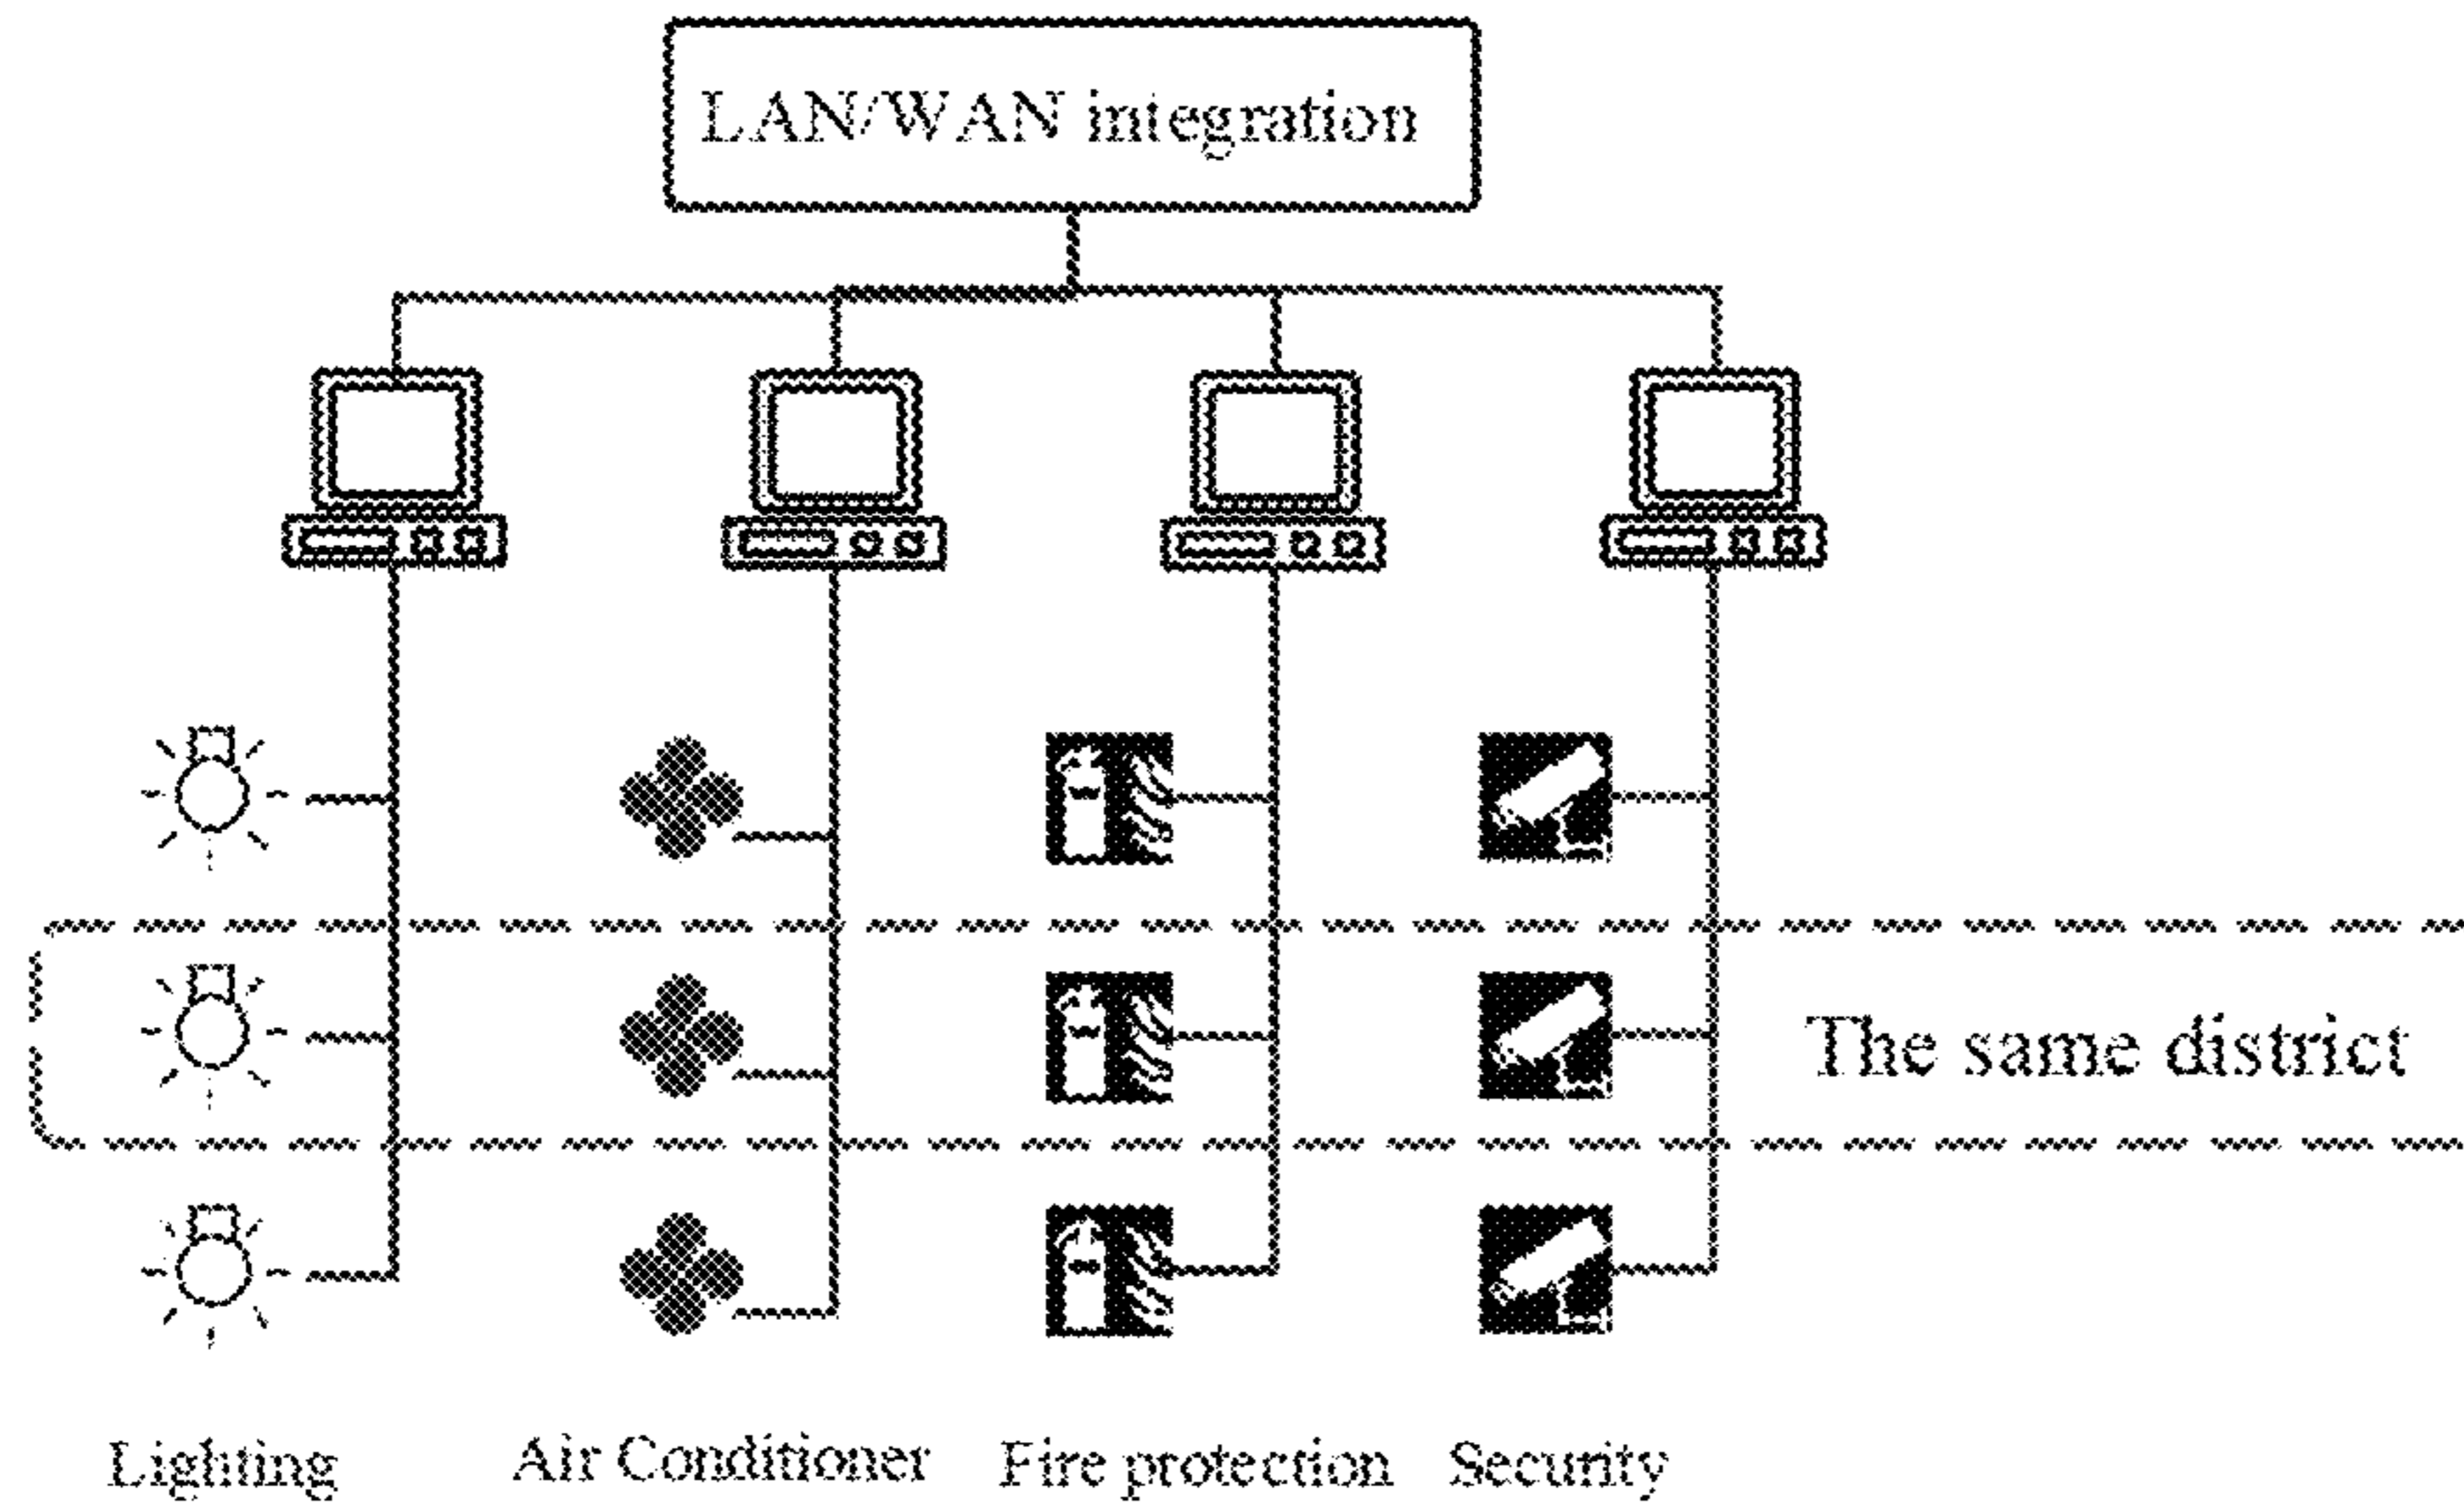 LAN/WAN integration
The same district
Lighting
Air Conditioner
Fire protection
Security